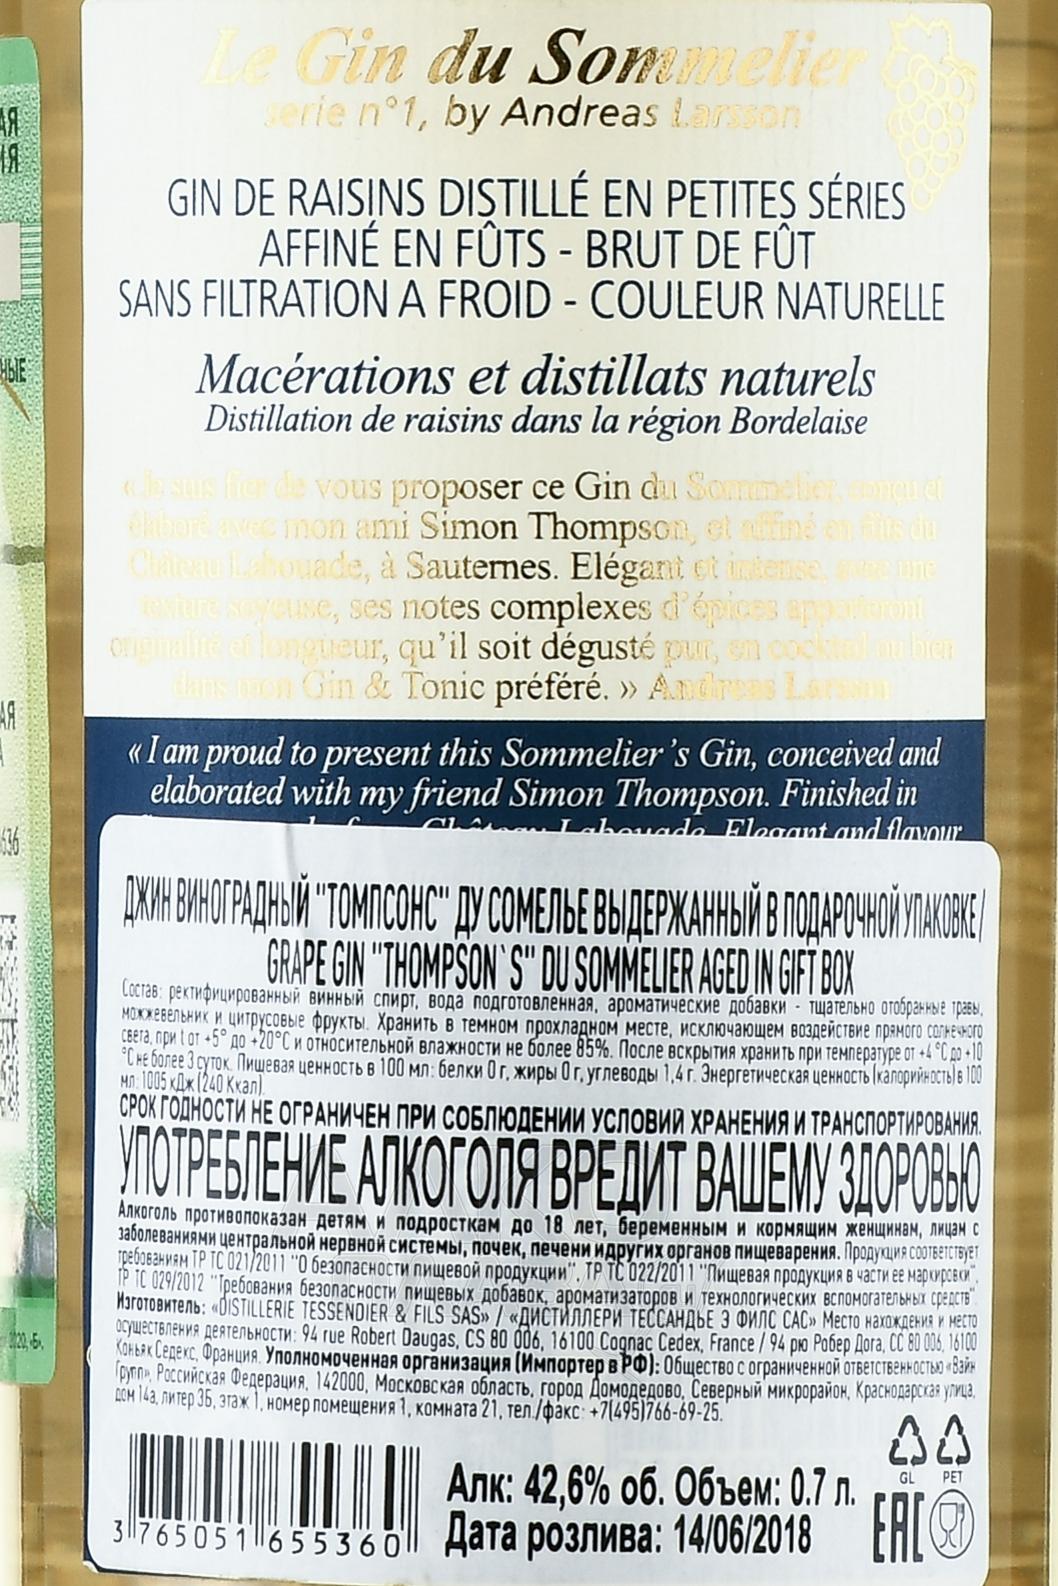 Le Gin du Sommelier
serie n°1, by Andreas Larsson
GIN DE RAISINS DISTILLÉ EN PETITES SÉRIES
AFFINÉ EN FÛTS - BRUT DE FÛT
SANS FILTRATION A FROID - COULEUR NATURELLE
Macérations et distillats naturels
Distillation de raisins dans la région Bordelaise
« Je suis fier de vous proposer ce Gin du Sommelier, conçu et
élaboré avec mon ami Simon Thompson, et affiné en fûts du
Château Lahouade, à Sauternes. Elégant et intense, avec une
texture soyeuse, ses notes complexes d'épices apporteront
originalité et longueur, qu'il soit dégusté pur, en cocktail ou bien
dans mon Gin & Tonic préféré. » Andreas Larsson
« I am proud to present this Sommelier's Gin, conceived and
elaborated with my friend Simon Thompson. Finished in
Château Labouade. Elegant and flavour
ДЖИН ВИНОГРАДНЫЙ "ТОМПСОНС" ДУ СОМЕЛЬЕ ВЫДЕРЖАННЫЙ В ПОДАРОЧНОЙ УПАКОВКЕ /
GRAPE GIN "THOMPSON`S" DU SOMMELIER AGED IN GIFT BOX
Состав: ректифицированный винный спирт, вода подготовленная, ароматические добавки - тщательно отобранные травы,
можжевельник и цитрусовые фрукты. Хранить в темном прохладном месте, исключающем воздействие прямого солнечного
света, при t от +5° до +20°С и относительной влажности не более 85%. После вскрытия хранить при температуре от +4 °С до +10
°С не более 3 суток. Пищевая ценность в 100 мл: белки 0 г, жиры 0 г, углеводы 1,4 г. Энергетическая ценность (калорийность) в 100
мл: 1005 кДж (240 Ккал).
СРОК ГОДНОСТИ НЕ ОГРАНИЧЕН ПРИ СОБЛЮДЕНИИ УСЛОВИЙ ХРАНЕНИЯ И ТРАНСПОРТИРОВАНИЯ.
УПОТРЕБЛЕНИЕ АЛКОГОЛЯ ВРЕДИТ ВАШЕМУ ЗДОРОВЬЮ
Алкоголь противопоказан детям и подросткам до 18 лет, беременным и кормящим женщинам, лицам с
заболеваниями центральной нервной системы, почек, печени и других органов пищеварения. Продукция соответствует
требованиям ТР ТС 021/2011 "О безопасности пищевой продукции", ТР ТС 022/2011 "Пищевая продукция в части ее маркировки",
ТР ТС 029/2012 "Требования безопасности пищевых добавок, ароматизаторов и технологических вспомогательных средств".
Изготовитель: «DISTILLERIE TESSENDIER & FILS SAS» / «ДИСТИЛЛЕРИ ТЕССАНДЬЕ Э ФИЛС САС» Место нахождения и место
осуществления деятельности: 94 rue Robert Daugas, CS 80 006, 16100 Cognac Cedex, France / 94 рю Робер Дога, СС 80 006, 16100
Коньяк Седекс, Франция. Уполномоченная организация (Импортер в РФ): Общество с ограниченной ответственностью «Вайн
Групп», Российская Федерация, 142000, Московская область, город Домодедово, Северный микрорайон, Краснодарская улица,
дом 14а, литер 3Б, этаж 1, номер помещения 1, комната 21, тел./факс: +7(495)766-69-25.
GL PET
Алк: 42,6% об. Объем: 0.7 л.
Дата розлива: 14/06/2018
3 765051 655360
EAC